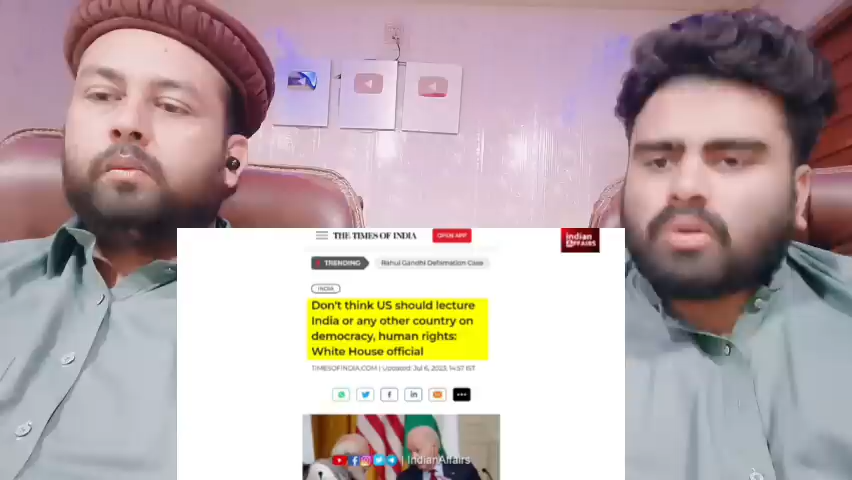 THE TIMES OF INDIA
OPEN APP
indian
AFFAIRS
TRENDING
Rahul Gandhi Defamation Case
INDIA
Don't think US should lecture
India or any other country on
democracy, human rights:
White House official
TIMESOFINDIA.COM | Updated: Jul 6, 2023, 14:57 IST
| IndianAffairs